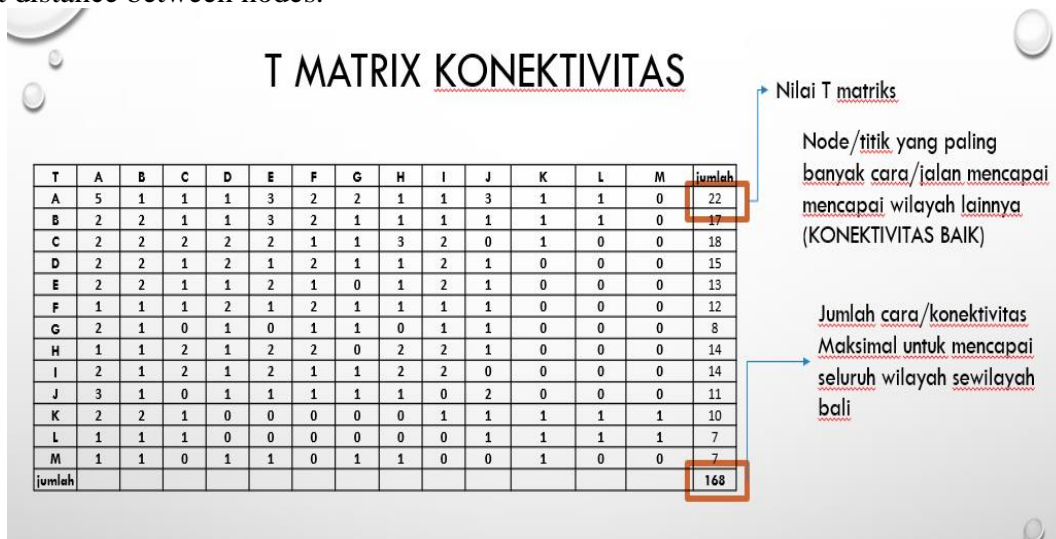 t distance between nodes.
T MATRIX KONEKTIVITAS
Nilai T matriks
Node/titik yang paling
banyak cara/jalan mencapai
mencapai wilayah lainnya
(KONEKTIVITAS BAIK)
T A B C D E F G H I J K L M jumlah
A 5 1 1 1 3 2 2 1 1 3 1 1 0 22
B 2 2 1 1 3 2 1 1 1 1 1 1 0 17
C 2 2 2 2 2 1 1 3 2 0 1 0 0 18
D 2 2 1 2 1 2 1 1 2 1 0 0 0 15
E 2 2 1 1 2 1 0 1 2 1 0 0 0 13
F 1 1 1 2 1 2 1 1 1 1 0 0 0 12
G 2 1 0 1 0 1 1 0 1 1 0 0 0 8
H 1 1 2 1 2 2 0 2 2 1 0 0 0 14
I 2 1 2 1 2 1 1 2 2 0 0 0 0 14
J 3 1 0 1 1 1 1 1 0 2 0 0 0 11
K 2 2 1 0 0 0 0 0 1 1 1 1 1 10
L 1 1 1 0 0 0 0 0 0 1 1 1 1 7
M 1 1 0 1 1 0 1 1 0 0 1 0 0 7
jumlah 168
Jumlah cara/konektivitas
Maksimal untuk mencapai
seluruh wilayah sewilayah
bali